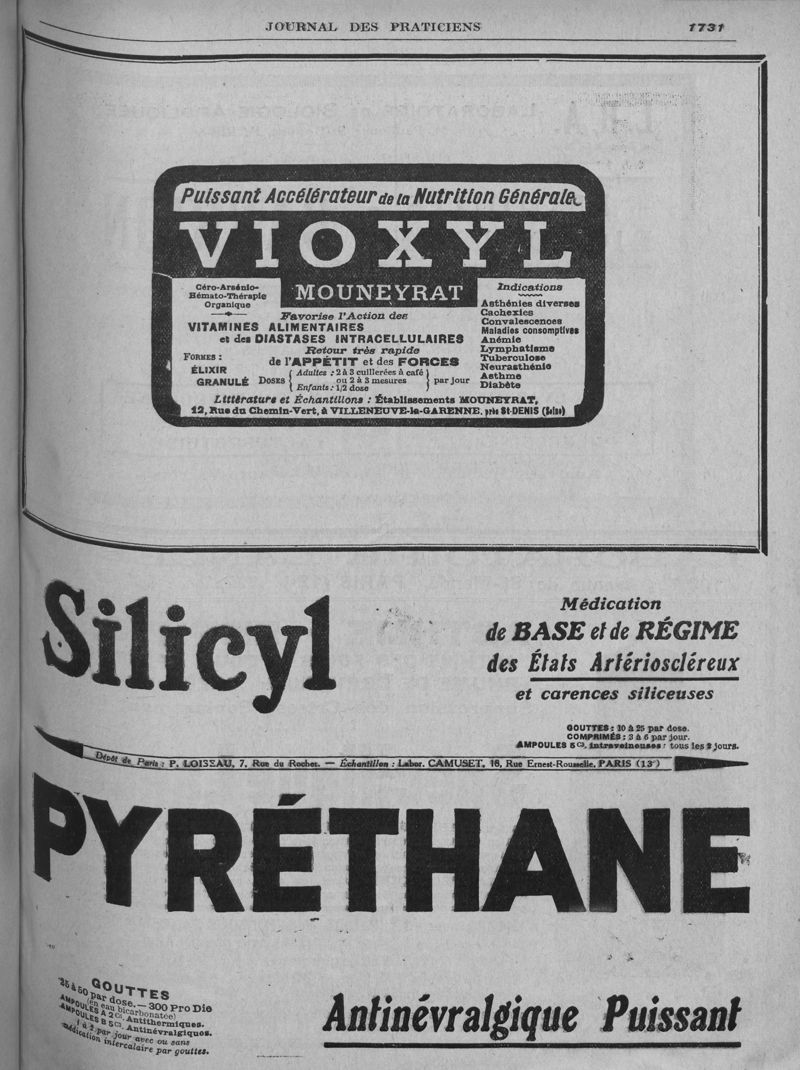 JOURNAL DES PRATICIENS 1731
Puissant Accélérateur de la Nutrition Générale
VIOXYL
MOUNEYRAT
Céro-Arsénio-
Hémato-Thérapie
Organique
Favorise l'Action des
VITAMINES ALIMENTAIRES
et des DIASTASES INTRACELLULAIRES
Retour très rapide
de l'APPÉTIT et des FORCES
FORMES :
ÉLIXIR
GRANULÉ
DOSES
Adultes : 2 à 3 cuillerées à café
ou 2 à 3 mesures
Enfants : 1/2 dose
par jour
Indications
Asthénies diverses
Cachexies
Convalescences
Maladies consomptives
Anémie
Lymphatisme
Tuberculose
Neurasthénie
Asthme
Diabète
Littérature et Échantillons : Établissements MOUNEYRAT,
12, Rue du Chemin-Vert, à VILLENEUVE-la-GARENNE, près St-DENIS (Seine)
Silicyl
Médication
de BASE et de RÉGIME
des États Artérioscléreux
et carences siliceuses
GOUTTES : 10 à 25 par dose.
COMPRIMÉS : 3 à 6 par jour.
AMPOULES 5 cc. intraveineuses : tous les 2 jours.
Dépôt de Paris : P. LOISEAU, 7, Rue du Rocher. — Échantillon : Labor. CAMUSET, 18, Rue Ernest-Rousselle, PARIS (13e)
PYRÉTHANE
GOUTTES
25 à 50 par dose. — 300 Pro Die
(en eau bicarbonatée)
AMPOULES A 2 cc. Antithermiques.
AMPOULES B 5 cc. Antinévralgiques.
1 à 2 par jour avec ou sans
médication intercalaire par gouttes.
Antinévralgique Puissant